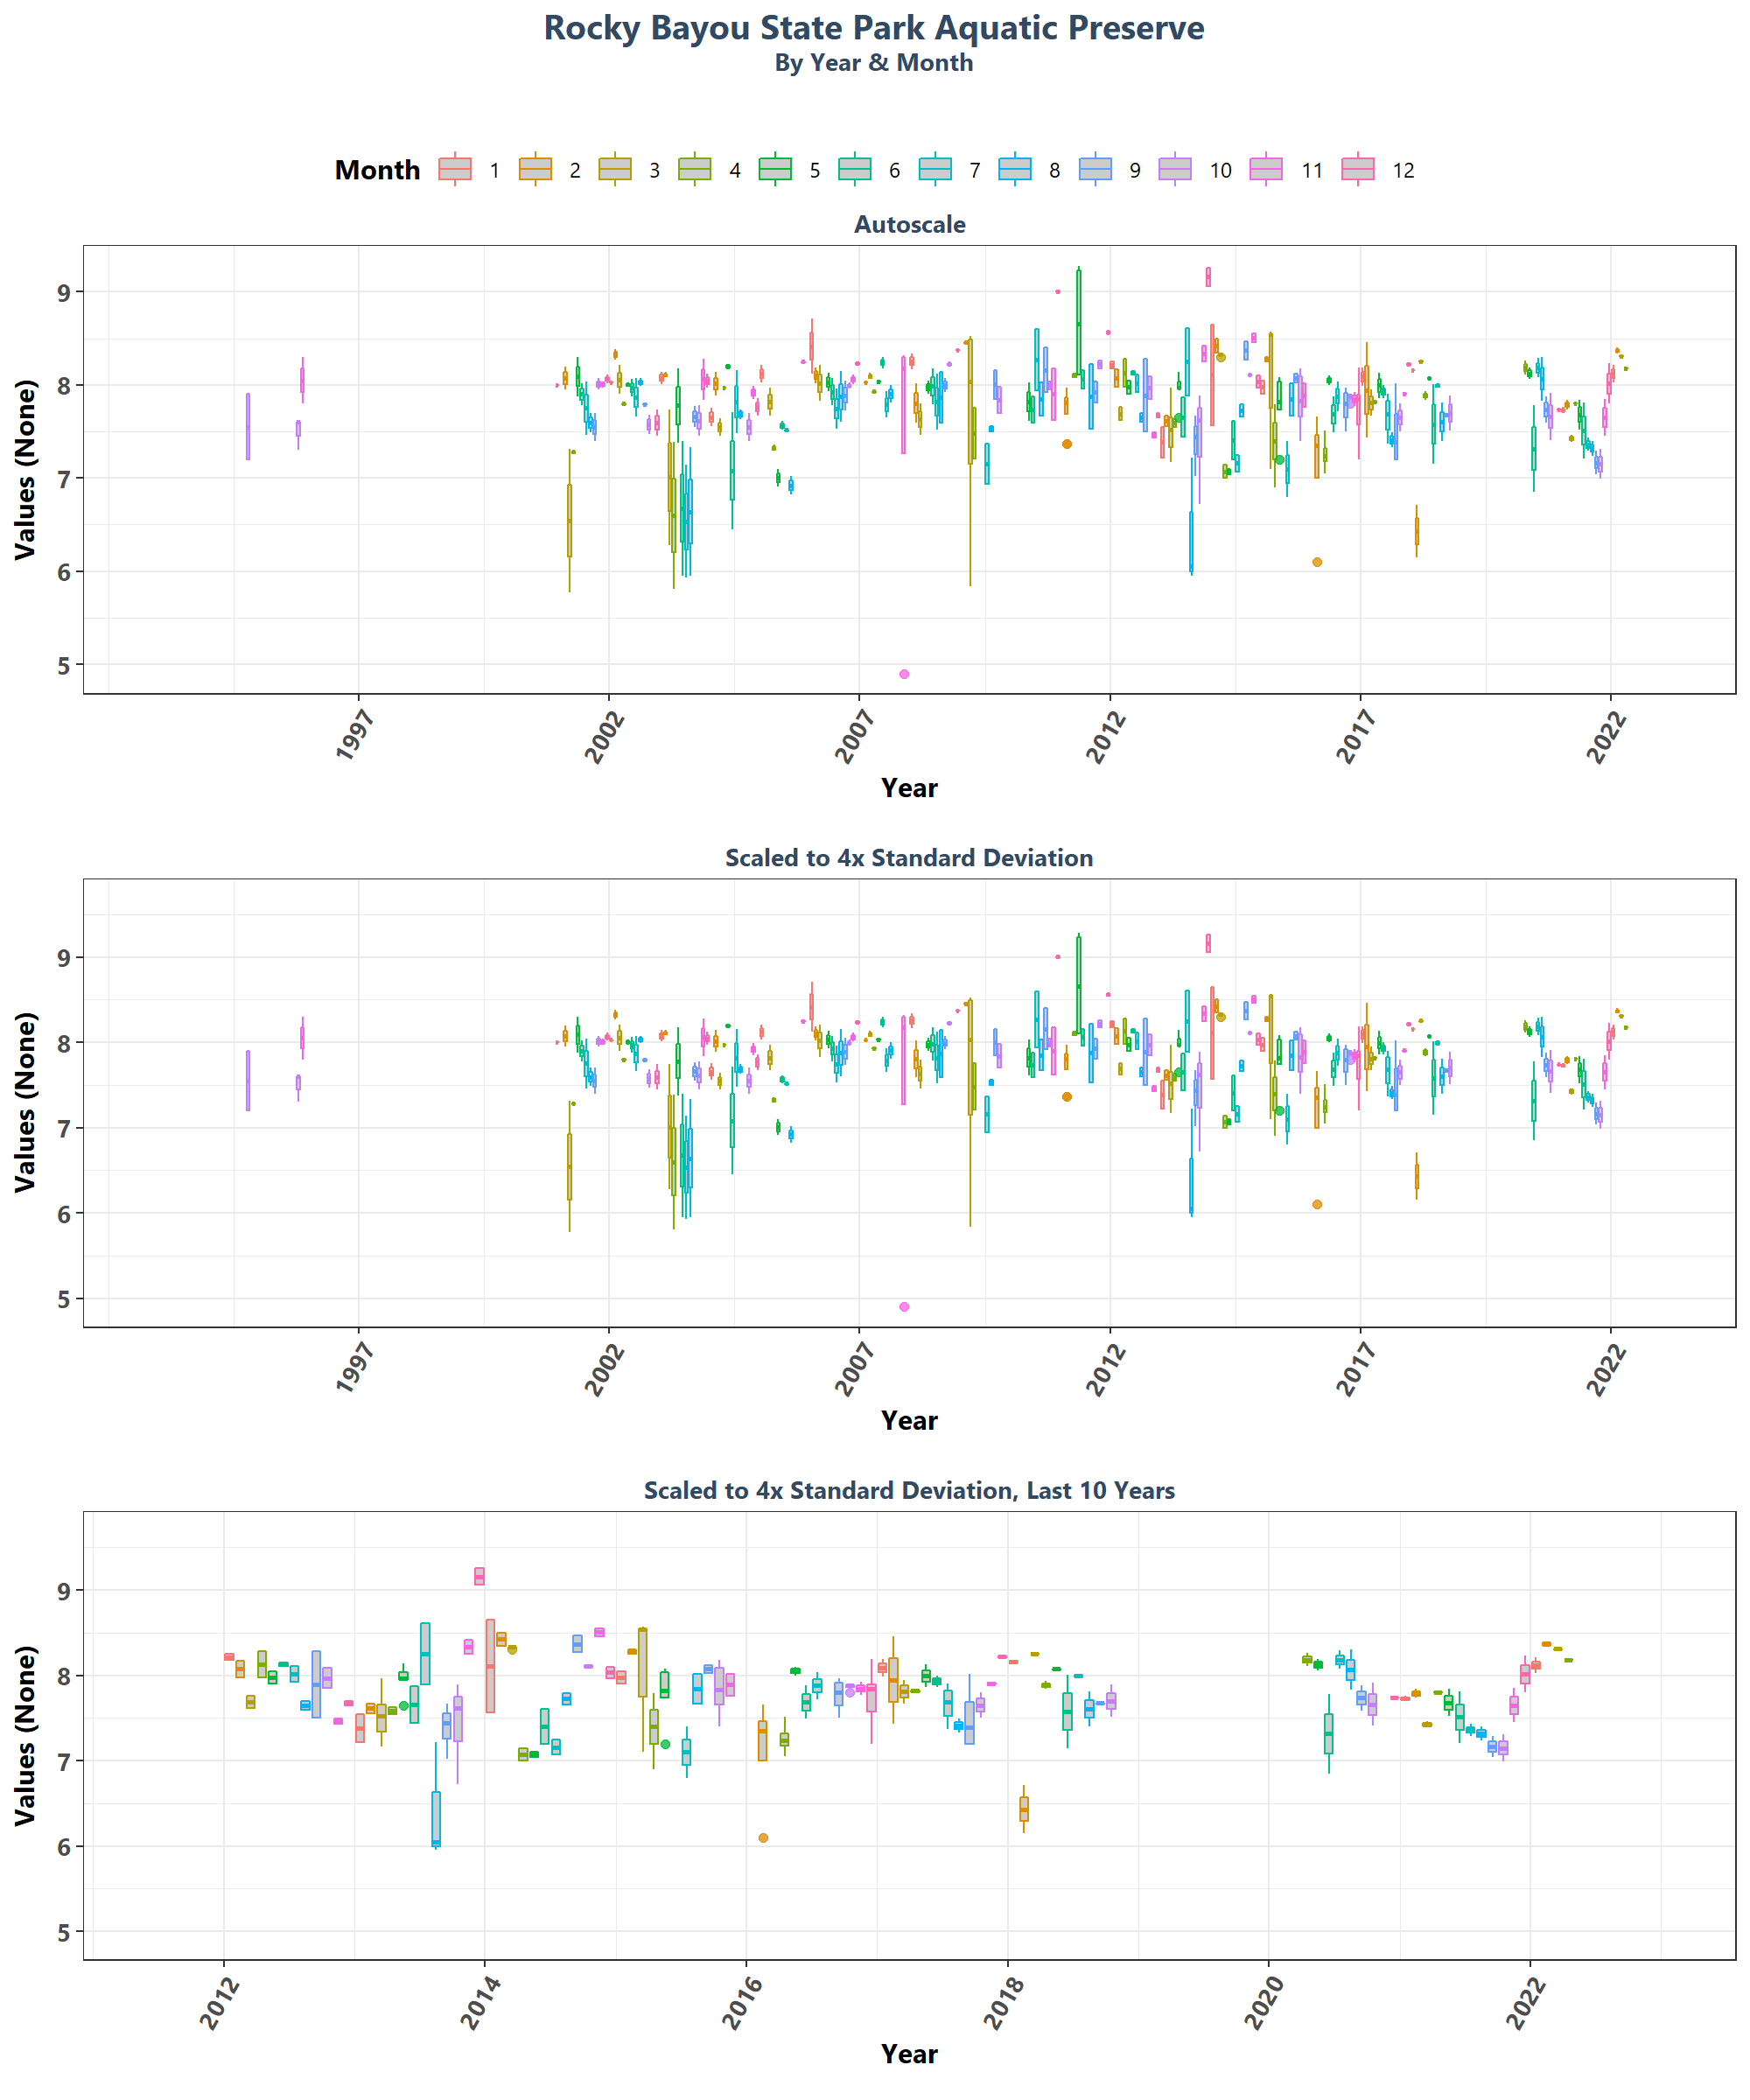 Rocky Bayou State Park Aquatic Preserve
By Year & Month
Month 1 2 3 4 5 6 7 8 9 10 11 12
Autoscale
Values (None)
9
8
7
6
5
1997 2002 2007 2012 2017 2022
Year
Scaled to 4x Standard Deviation
Values (None)
9
8
7
6
5
1997 2002 2007 2012 2017 2022
Year
Scaled to 4x Standard Deviation, Last 10 Years
Values (None)
9
8
7
6
5
2012 2014 2016 2018 2020 2022
Year